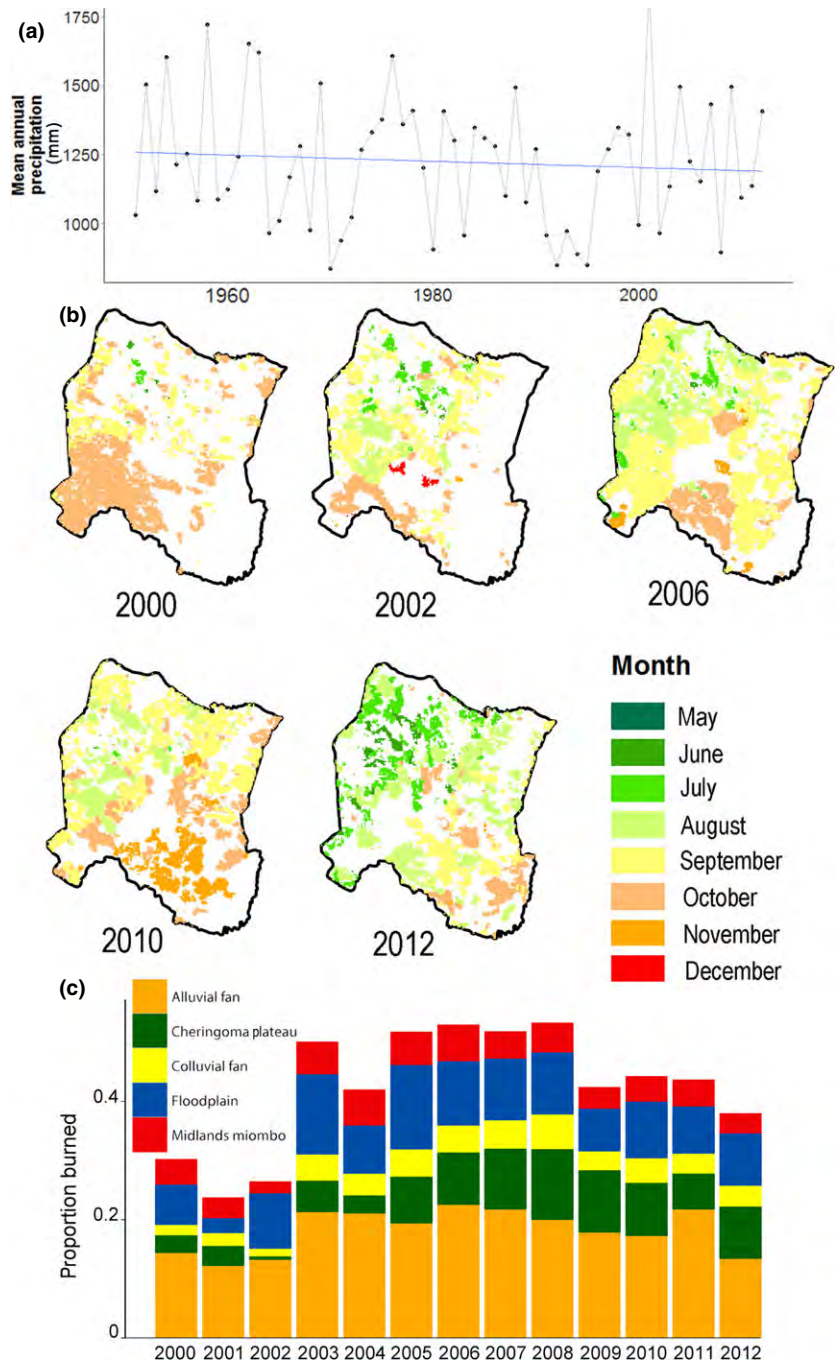 (a)
Mean annual
precipitation
(mm)
1750
1500
1250
1000
1960
1980
2000
(b)
2000
2002
2006
2010
2012
Month
May
June
July
August
September
October
November
December
(c)
Alluvial fan
Cheringoma plateau
Colluvial fan
Floodplain
Midlands miombo
Proportion burned
0.4
0.2
0
2000 2001 2002 2003 2004 2005 2006 2007 2008 2009 2010 2011 2012